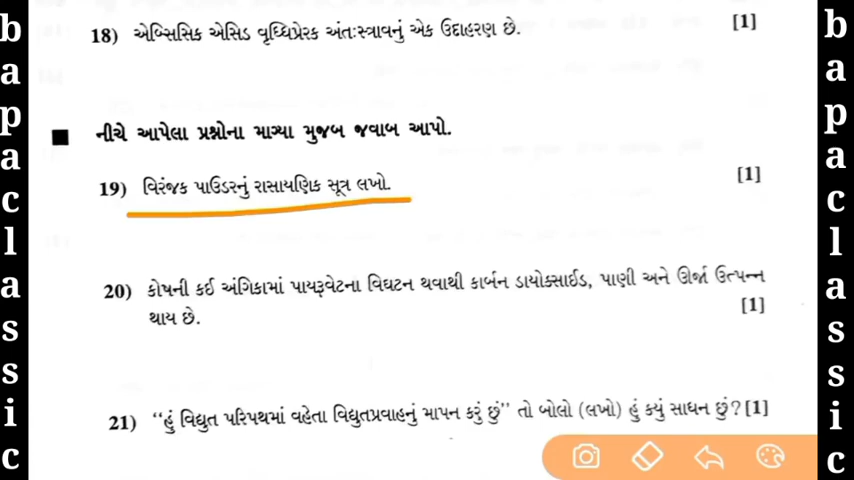 bapaclassic
18) એબ્સિસિક એસિડ વૃધ્ધિપ્રેરક અંતઃસ્ત્રાવનું એક ઉદાહરણ છે. [1]
■ નીચે આપેલા પ્રશ્નોના માગ્યા મુજબ જવાબ આપો.
19) વિરંજક પાઉડરનું રાસાયણિક સૂત્ર લખો. [1]
20) કોષની કઈ અંગિકામાં પાયરૂવેટના વિઘટન થવાથી કાર્બન ડાયોક્સાઈડ, પાણી અને ઊર્જા ઉત્પન્ન
થાય છે. [1]
21) ‘‘હું વિદ્યુત પરિપથમાં વહેતા વિદ્યુતપ્રવાહનું માપન કરું છું’’ તો બોલો (લખો) હું ક્યું સાધન છું? [1]
bapaclassic